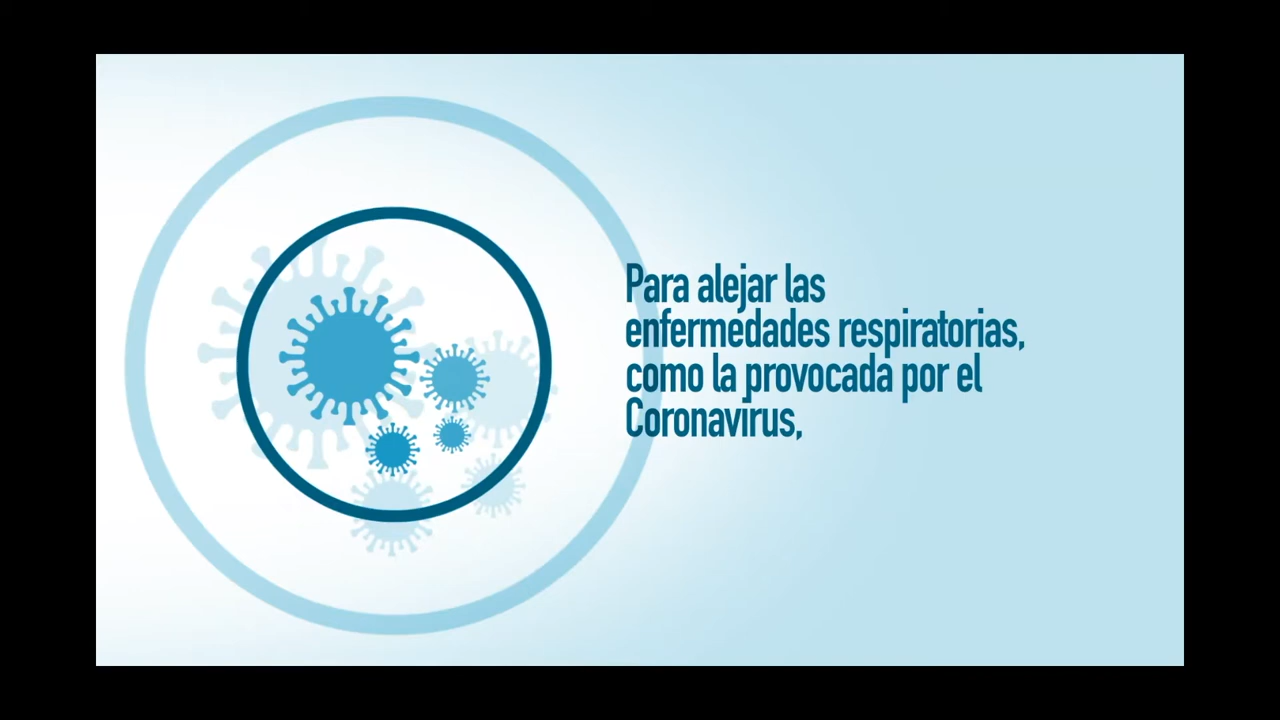 Para alejar las
enfermedades respiratorias,
como la provocada por el
Coronavirus,